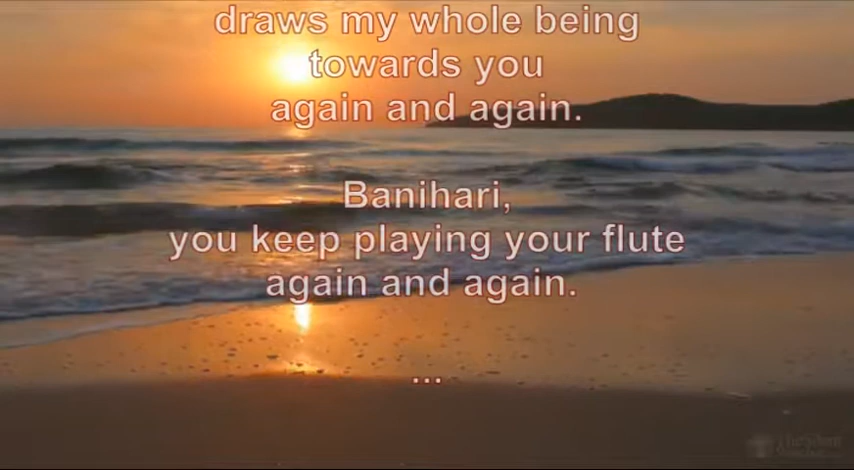 draws my whole being
towards you
again and again.
Banihari,
you keep playing your flute
again and again.
...